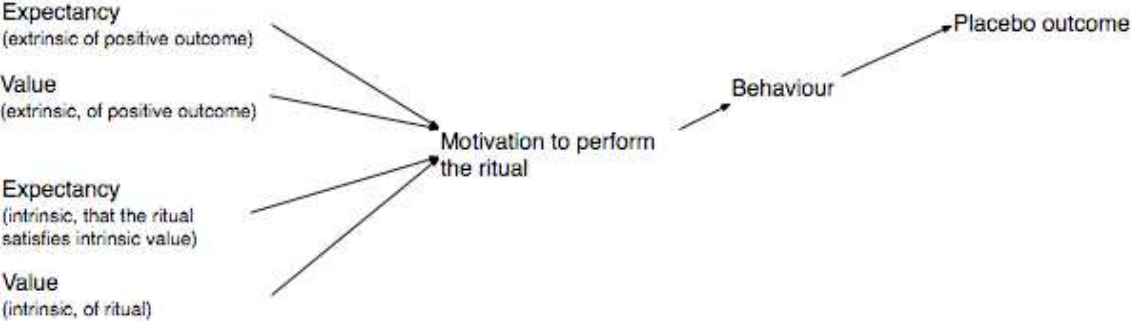 Expectancy
(extrinsic of positive outcome)
Value
(extrinsic, of positive outcome)
Expectancy
(intrinsic, that the ritual
satisfies intrinsic value)
Value
(intrinsic, of ritual)
Motivation to perform
the ritual
Behaviour
Placebo outcome